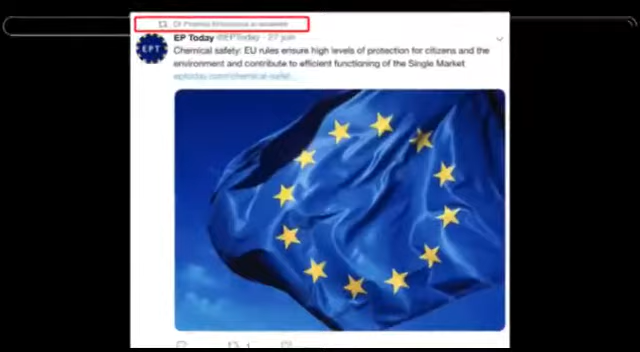 EP Today @EPToday · 27 juin
EPT
Chemical safety: EU rules ensure high levels of protection for citizens and the
environment and contribute to efficient functioning of the Single Market
1